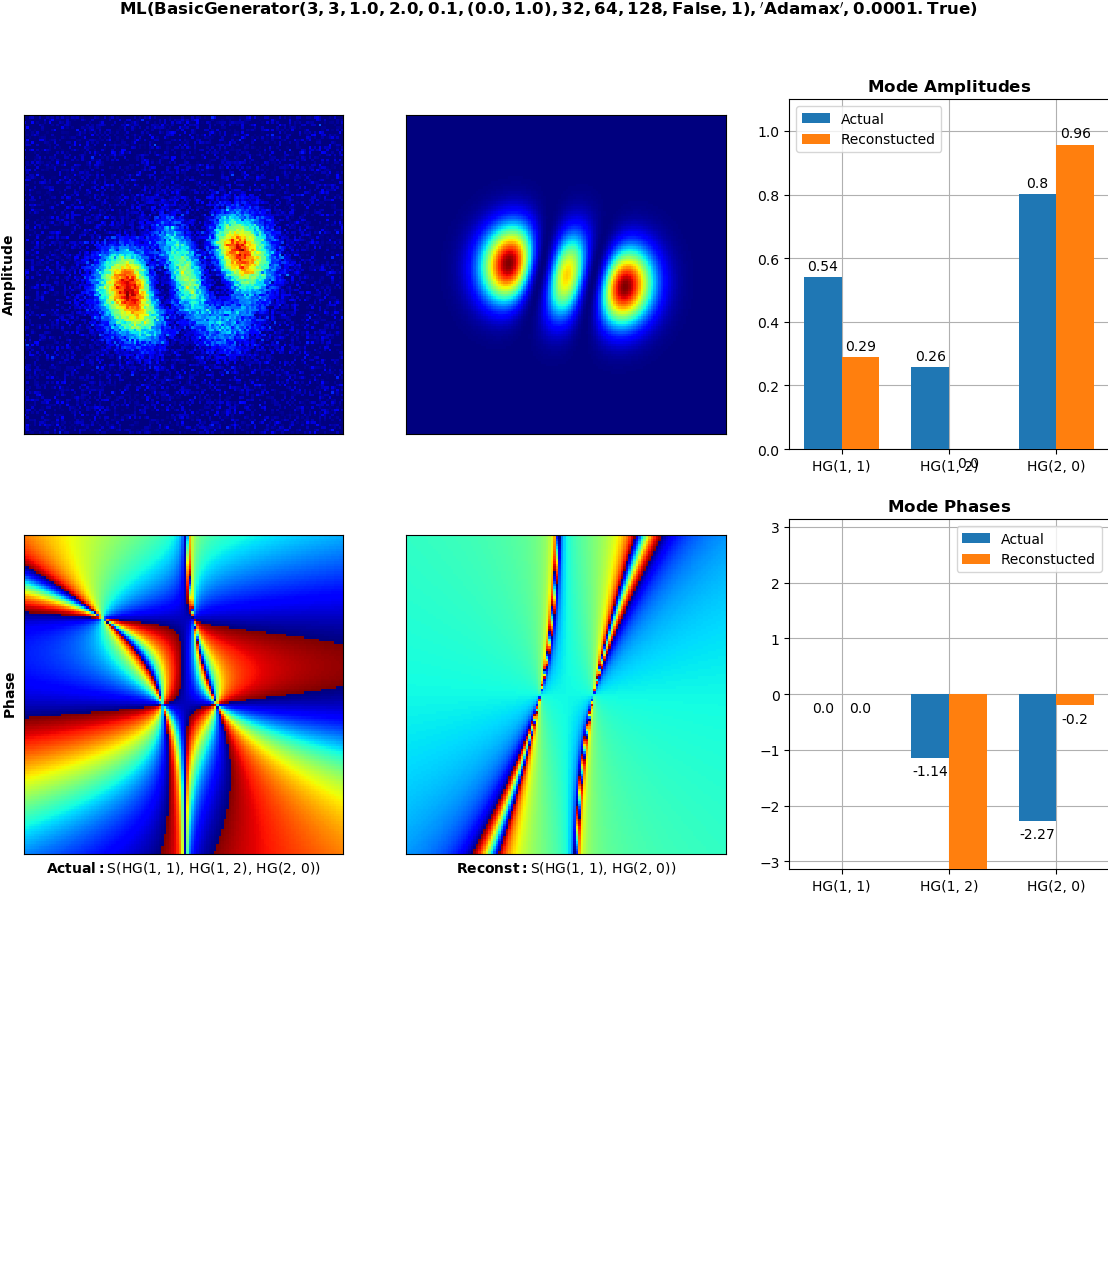 ML(BasicGenerator(3, 3, 1.0, 2.0, 0.1, (0.0, 1.0), 32, 64, 128, False, 1), ′Adamax′, 0.0001. True)
Amplitude
Mode Amplitudes
Actual
Reconstucted
1.0
0.8
0.6
0.4
0.2
0.0
0.54
0.29
0.26
0.0
0.8
0.96
HG(1, 1)
HG(1, 2)
HG(2, 0)
Phase
Actual: S(HG(1, 1), HG(1, 2), HG(2, 0))
Reconst: S(HG(1, 1), HG(2, 0))
Mode Phases
Actual
Reconstucted
3
2
1
0
−1
−2
−3
0.0
0.0
-1.14
-2.27
-0.2
HG(1, 1)
HG(1, 2)
HG(2, 0)